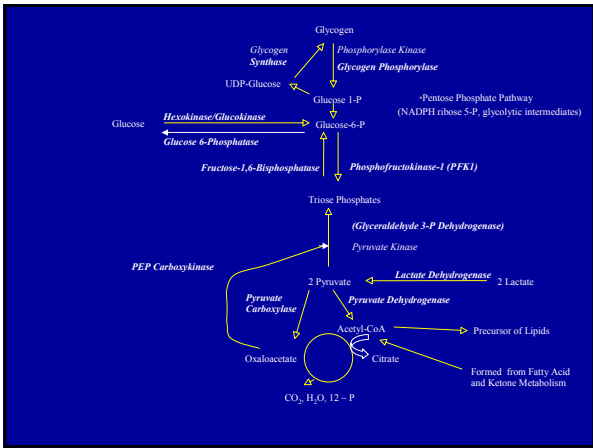 Glycogen
Glycogen
Synthase
Phosphorylase Kinase
Glycogen Phosphorylase
UDP-Glucose
Glucose 1-P
*Pentose Phosphate Pathway
(NADPH ribose 5-P, glycolytic intermediates)
Hexokinase/Glucokinase
Glucose
Glucose-6-P
Glucose 6-Phosphatase
Fructose-1,6-Bisphosphatase
Phosphofructokinase-1 (PFK1)
Triose Phosphates
(Glyceraldehyde 3-P Dehydrogenase)
Pyruvate Kinase
PEP Carboxykinase
Lactate Dehydrogenase
2 Pyruvate
2 Lactate
Pyruvate
Carboxylase
Pyruvate Dehydrogenase
Acetyl-CoA
Precursor of Lipids
Oxaloacetate
Citrate
Formed from Fatty Acid
and Ketone Metabolism
CO₂, H₂O, 12 ~ P